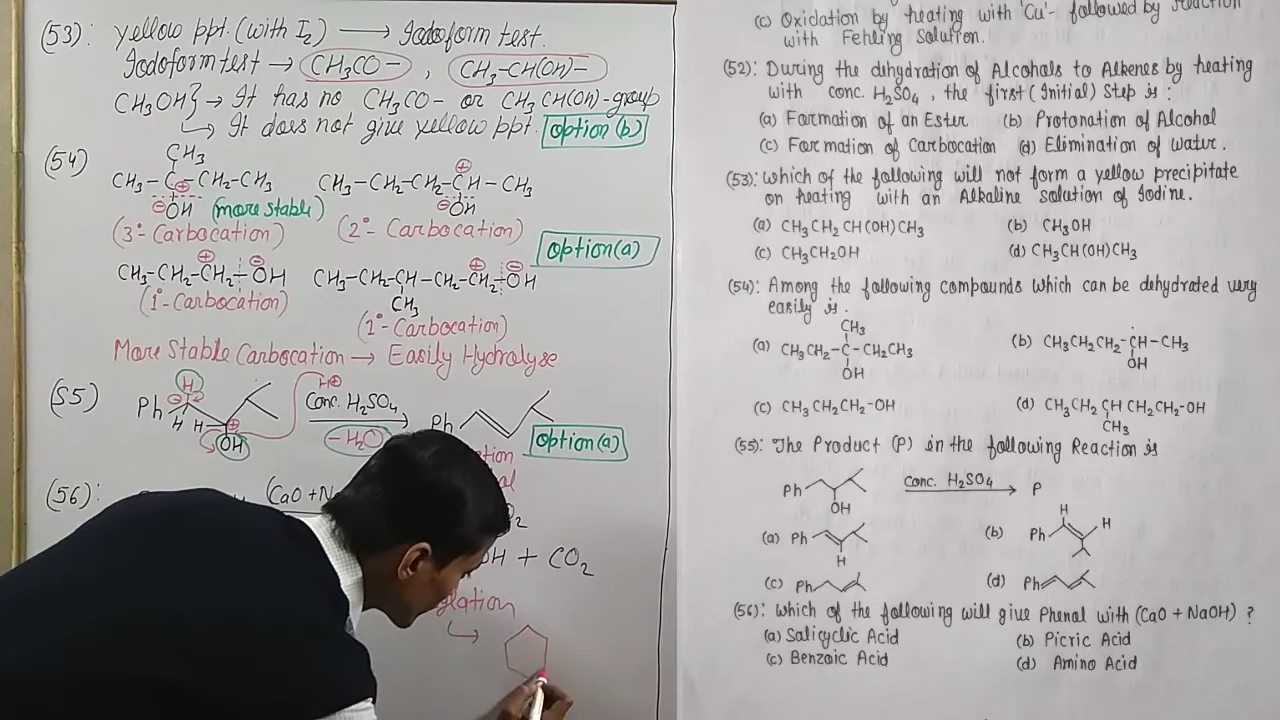 (53): Yellow ppt. (with I2) ⟶ Iodoform test.
Iodoform test → CH3CO- , CH3-CH(OH)-
CH3OH} → It has no CH3CO- or CH3CH(OH)-group
↳ It does not give yellow ppt. option (b)
(54)
CH3
CH3-C-CH2-CH3
⊕
⊖OH (more stable)
(3°-Carbocation)
⊕
CH3-CH2-CH2-CH-CH3
⊖OH
(2°-Carbocation)
option(a)
⊕ ⊖
CH3-CH2-CH2-OH
(1°-Carbocation)
⊕ ⊖
CH3-CH2-CH-CH2-CH2-OH
CH3
(1°-Carbocation)
More Stable Carbocation → Easily Hydrolyse
(55)
H
⊖
Ph
H H ⊕
OH
H⊕
Conc. H2SO4
-H2O
Ph
option(a)
(56):
(CaO+N
OH + CO2
(c) Oxidation by heating with 'Cu'- followed by reaction
with Fehling Solution.
(52): During the dehydration of Alcohols to Alkenes by heating
with conc. H2SO4, the first (Initial) Step is :
(a) Formation of an Ester (b) Protonation of Alcohol
(c) Formation of Carbocation (d) Elimination of water.
(53): Which of the following will not form a yellow precipitate
on heating with an Alkaline solution of Iodine.
(a) CH3CH2CH(OH)CH3 (b) CH3OH
(c) CH3CH2OH (d) CH3CH(OH)CH3
(54): Among the following compounds which can be dehydrated very
easily is.
CH3
(a) CH3CH2-C-CH2CH3 (b) CH3CH2CH2-CH-CH3
OH OH
(c) CH3CH2CH2-OH (d) CH3CH2CHCH2CH2-OH
CH3
(55): The Product (P) in the following Reaction is
Ph Conc. H2SO4 ⟶ P
OH
(a) Ph H (b) Ph H H
(c) Ph (d) Ph
(56): Which of the following will give Phenol with (CaO + NaOH) ?
(a) Salicyclic Acid (b) Picric Acid
(c) Benzoic Acid (d) Amino Acid